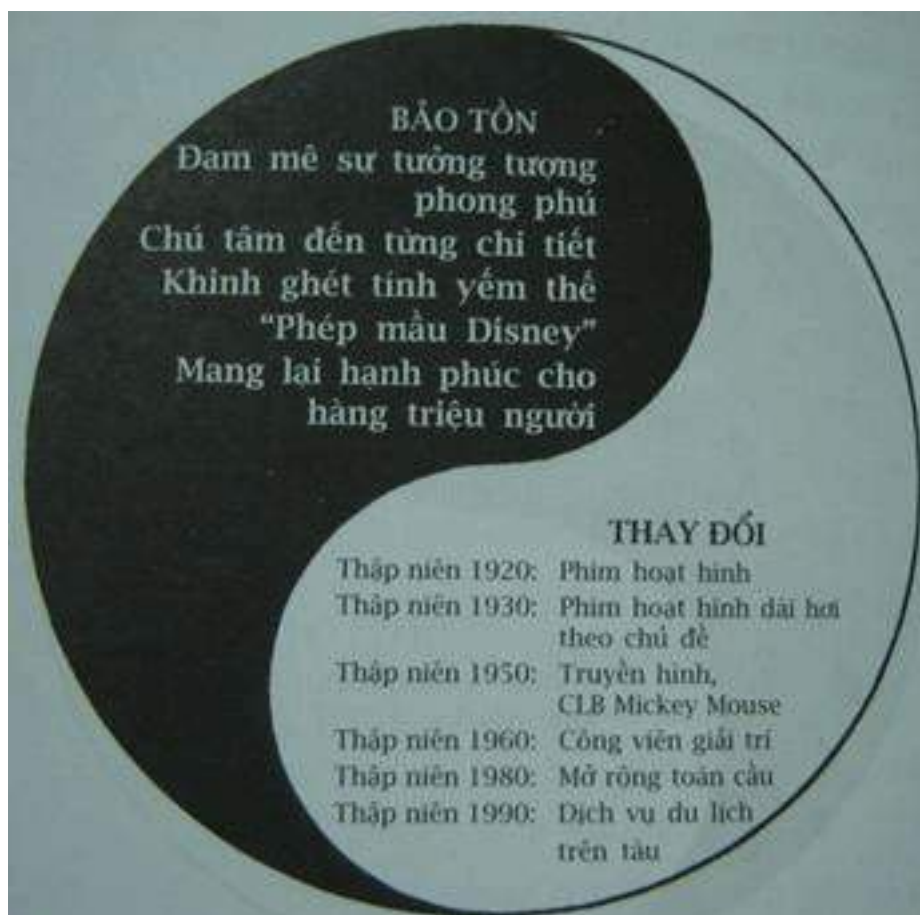 BẢO TỒN
Đam mê sự tưởng tượng
phong phú
Chú tâm đến từng chi tiết
Khinh ghét tính yếm thế
“Phép mầu Disney”
Mang lại hạnh phúc cho
hàng triệu người
THAY ĐỔI
Thập niên 1920: Phim hoạt hình
Thập niên 1930: Phim hoạt hình dài hơi
theo chủ đề
Thập niên 1950: Truyền hình,
CLB Mickey Mouse
Thập niên 1960: Công viên giải trí
Thập niên 1980: Mở rộng toàn cầu
Thập niên 1990: Dịch vụ du lịch
trên tàu